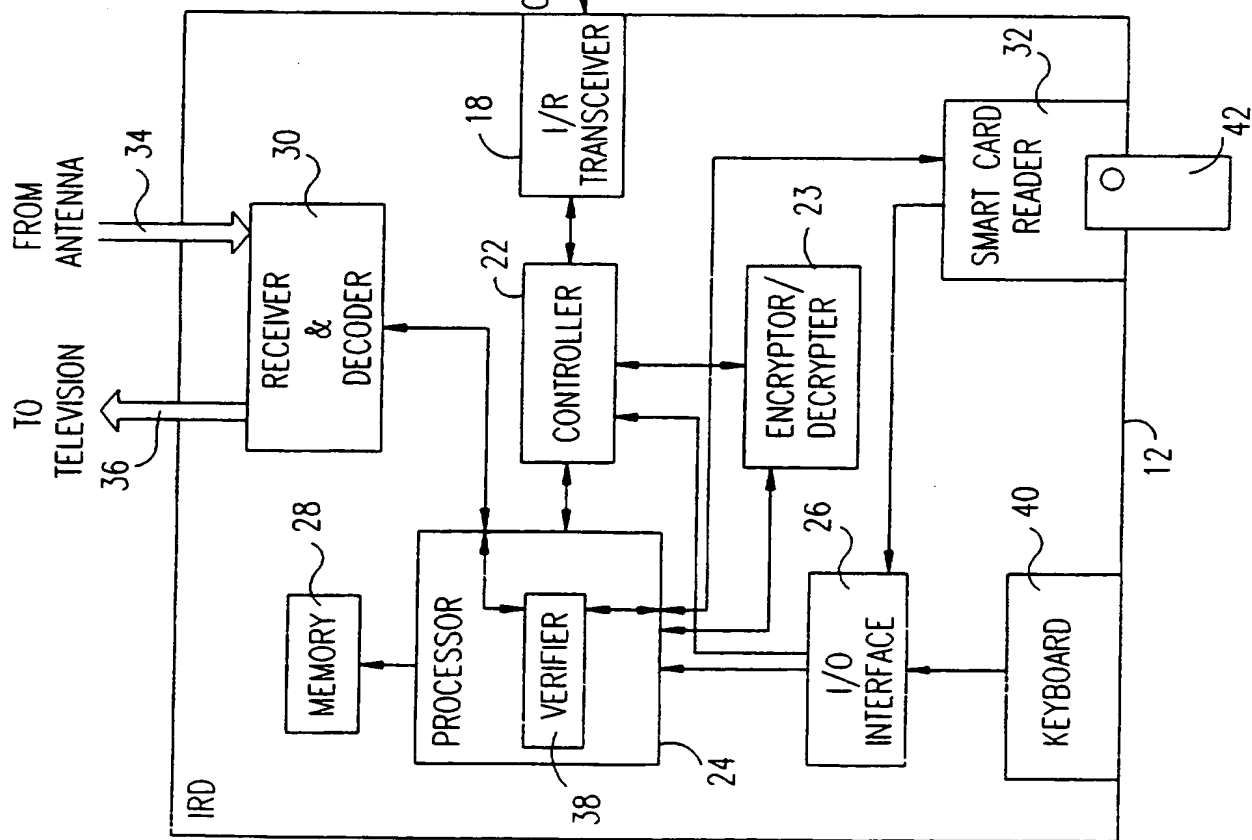 IRD
FROM
ANTENNA
34
TO
TELEVISION
36
RECEIVER
&
DECODER
30
MEMORY
28
18
I/R
TRANSCEIVER
22
CONTROLLER
PROCESSOR
VERIFIER
38
24
ENCRYPTOR/
DECRYPTER
23
I/O
INTERFACE
26
SMART CARD
READER
32
KEYBOARD
40
12
42